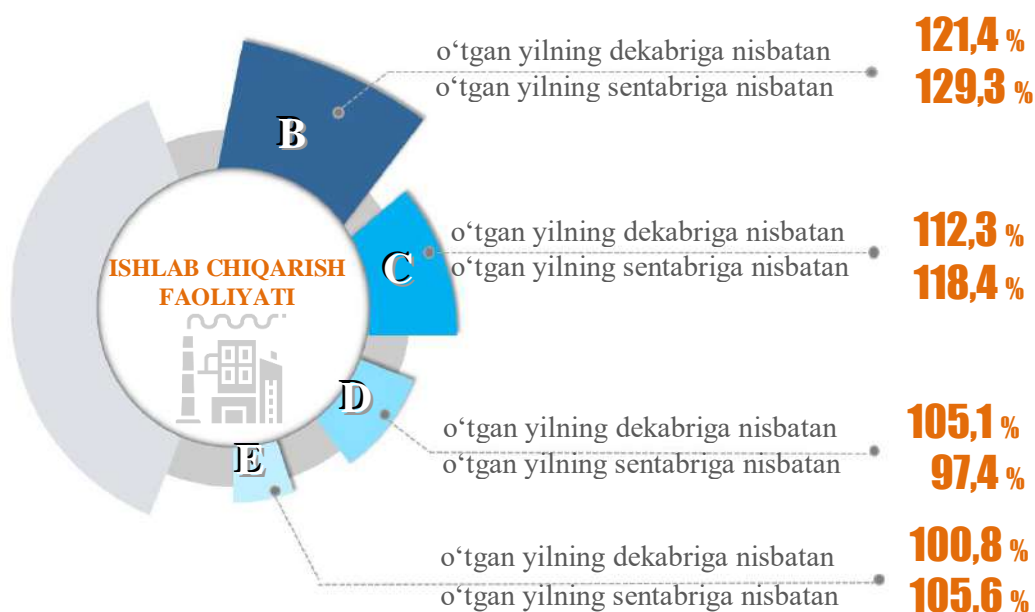 o‘tgan yilning dekabriga nisbatan
121,4 %
o‘tgan yilning sentabriga nisbatan
129,3 %
B
o‘tgan yilning dekabriga nisbatan
112,3 %
o‘tgan yilning sentabriga nisbatan
118,4 %
C
ISHLAB CHIQARISH
FAOLIYATI
D
o‘tgan yilning dekabriga nisbatan
105,1 %
o‘tgan yilning sentabriga nisbatan
97,4 %
E
o‘tgan yilning dekabriga nisbatan
100,8 %
o‘tgan yilning sentabriga nisbatan
105,6 %